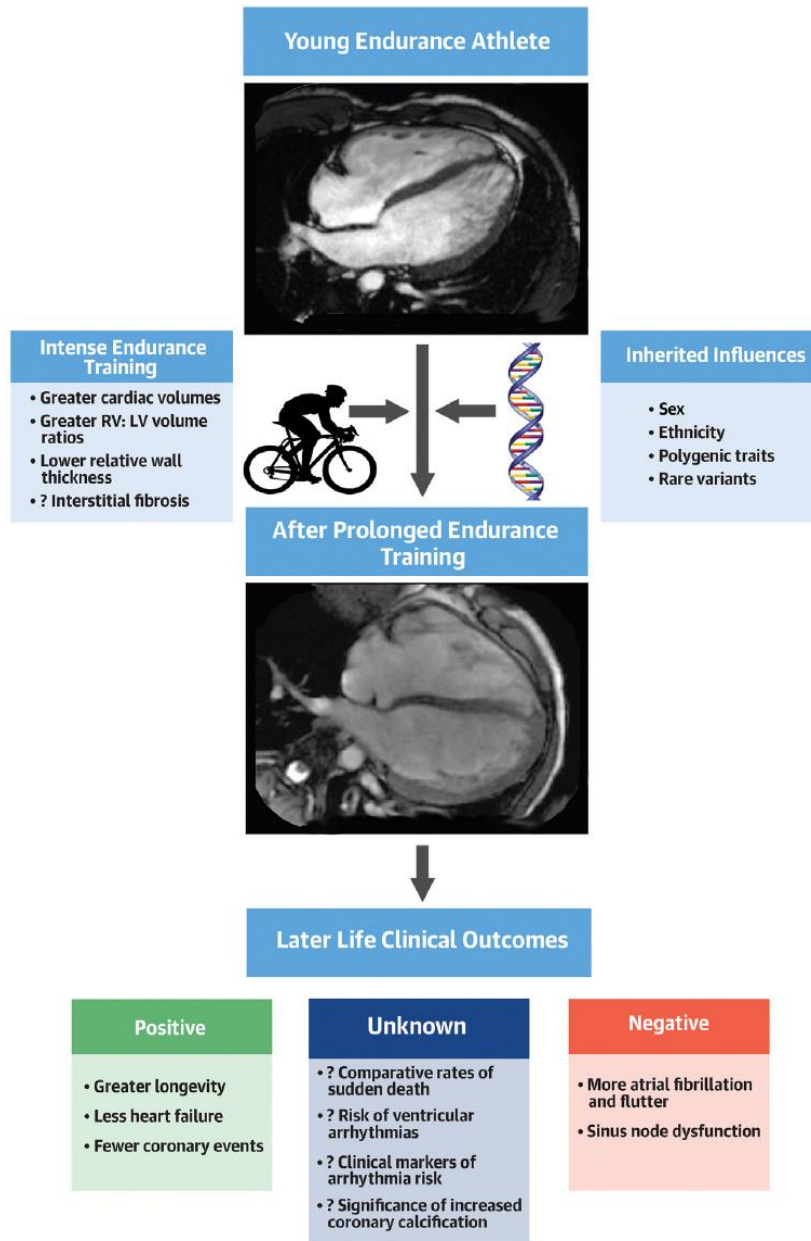 Young Endurance Athlete
Intense Endurance
Training
• Greater cardiac volumes
• Greater RV: LV volume
ratios
• Lower relative wall
thickness
• ? Interstitial fibrosis
Inherited Influences
• Sex
• Ethnicity
• Polygenic traits
• Rare variants
After Prolonged Endurance
Training
Later Life Clinical Outcomes
Positive
• Greater longevity
• Less heart failure
• Fewer coronary events
Unknown
• ? Comparative rates of
sudden death
• ? Risk of ventricular
arrhythmias
• ? Clinical markers of
arrhythmia risk
• ? Significance of increased
coronary calcification
Negative
• More atrial fibrillation
and flutter
• Sinus node dysfunction